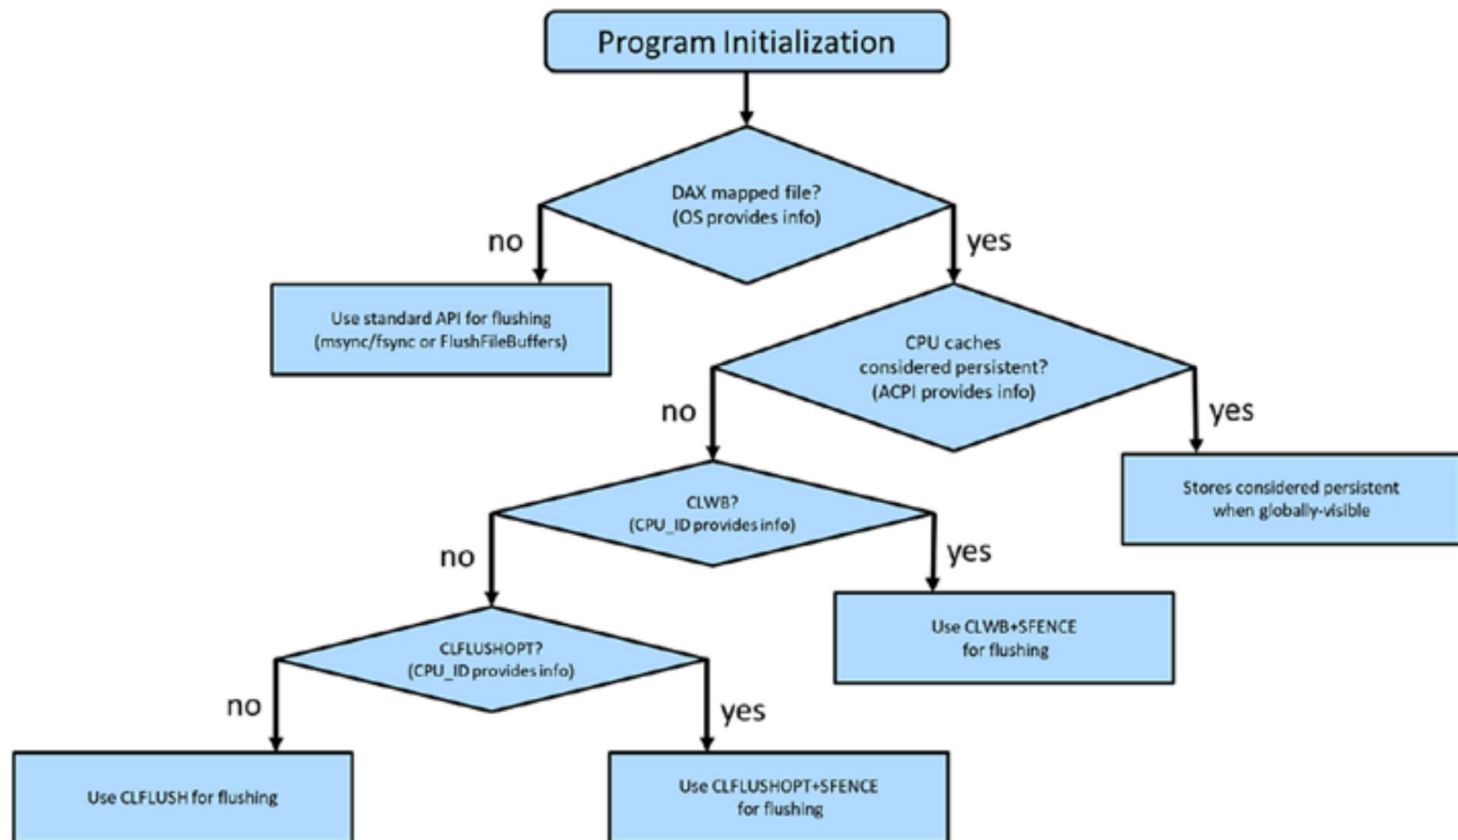 Program Initialization
DAX mapped file?
(OS provides info)
no
yes
Use standard API for flushing
(msync/fsync or FlushFileBuffers)
CPU caches
considered persistent?
(ACPI provides info)
no
yes
Stores considered persistent
when globally-visible
CLWB?
(CPU_ID provides info)
no
yes
Use CLWB+SFENCE
for flushing
CLFLUSHOPT?
(CPU_ID provides info)
no
yes
Use CLFLUSH for flushing
Use CLFLUSHOPT+SFENCE
for flushing